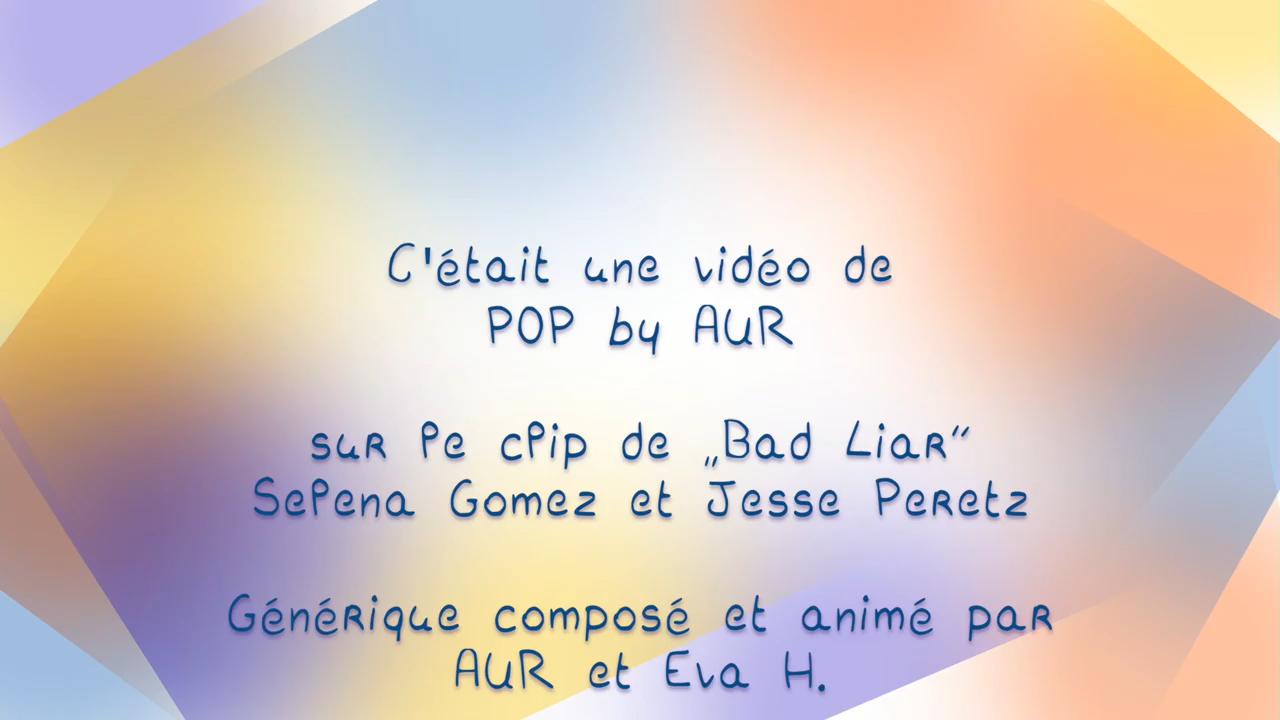 C'était une vidéo de
POP by AUR
sur le clip de „Bad Liar“
Selena Gomez et Jesse Peretz
Générique composé et animé par
AUR et Eva H.